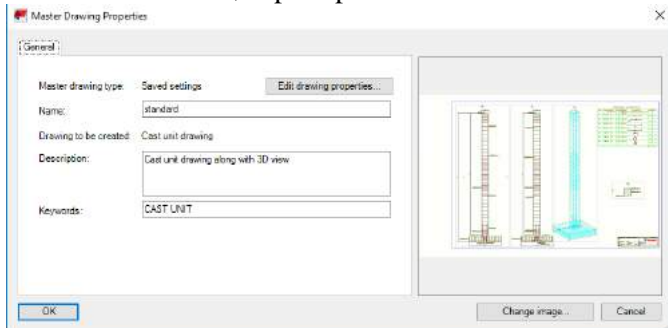 Master Drawing Properties
General
Master drawing type: Saved settings Edit drawing properties...
Name: standard
Drawing to be created Cast unit drawing
Description: Cast unit drawing along with 3D view
Keywords: CAST UNIT
OK Change image... Cancel